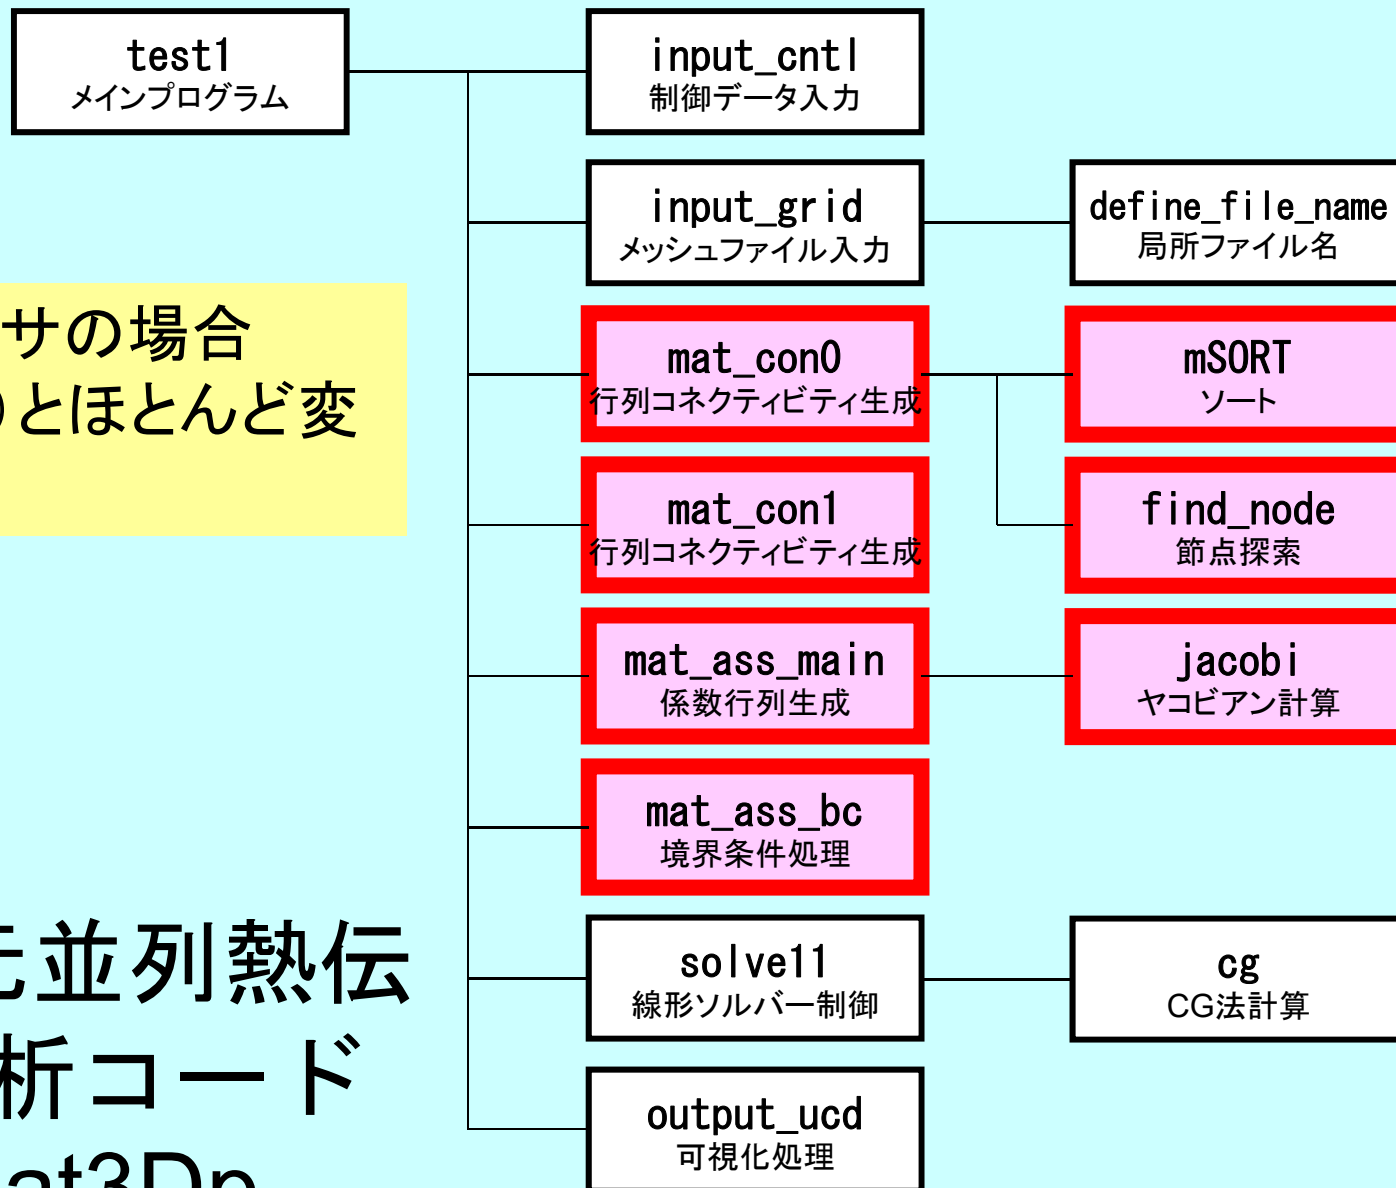 test1
メインプログラム
input_cntl
制御データ入力
input_grid
メッシュファイル入力
define_file_name
局所ファイル名
サの場合
のとほとんど変
mat_con0
行列コネクティビティ生成
mSORT
ソート
mat_con1
行列コネクティビティ生成
find_node
節点探索
mat_ass_main
係数行列生成
jacobi
ヤコビアン計算
mat_ass_bc
境界条件処理
元並列熱伝
析コード
at3Dp
solve11
線形ソルバー制御
cg
CG法計算
output_ucd
可視化処理